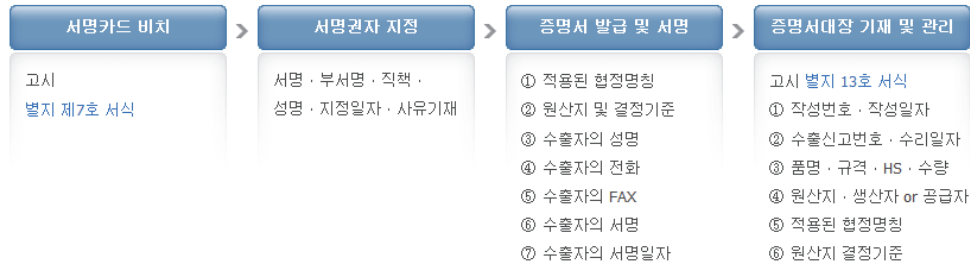 서명카드 비치
고시
별지 제7호 서식
서명권자 지정
서명 · 부서명 · 직책 ·
성명 · 지정일자 · 사유기재
증명서 발급 및 서명
① 적용된 협정명칭
② 원산지 및 결정기준
③ 수출자의 성명
④ 수출자의 전화
⑤ 수출자의 FAX
⑥ 수출자의 서명
⑦ 수출자의 서명일자
증명서대장 기재 및 관리
고시 별지 13호 서식
① 작성번호 · 작성일자
② 수출신고번호 · 수리일자
③ 품명 · 규격 · HS · 수량
④ 원산지 · 생산자 or 공급자
⑤ 적용된 협정명칭
⑥ 원산지 결정기준